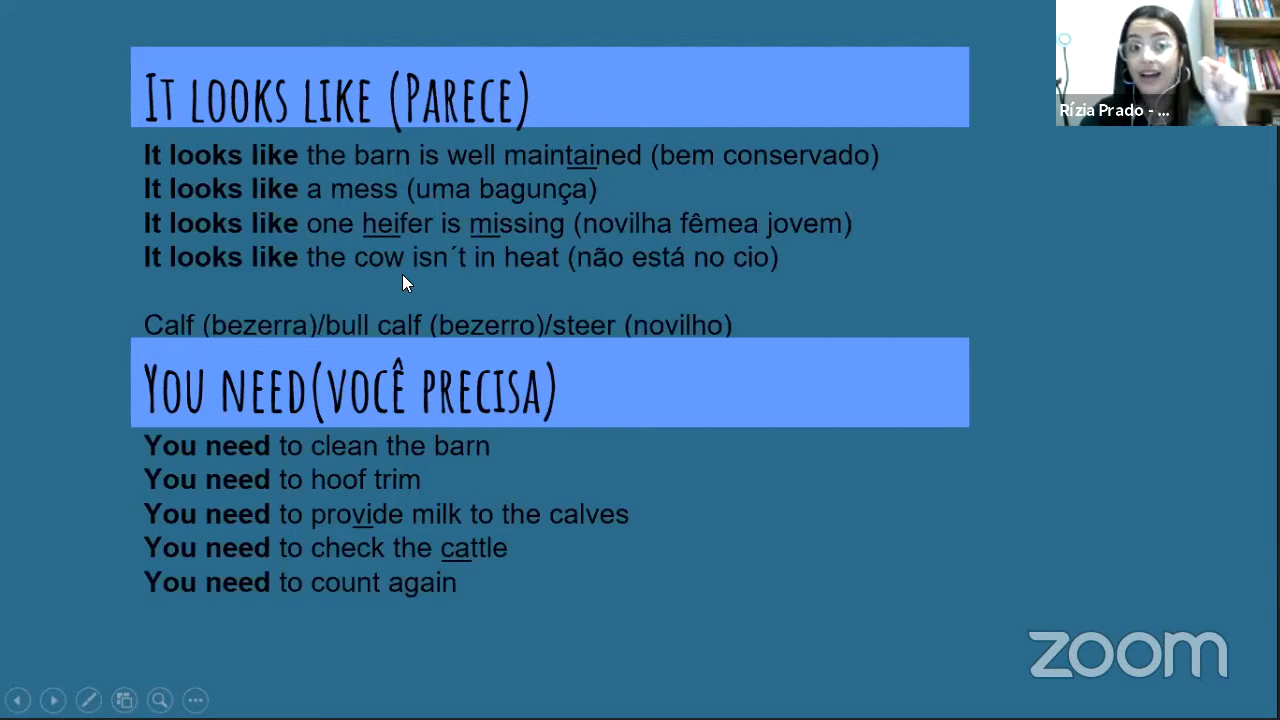 It looks like (Parece)
It looks like the barn is well maintained (bem conservado)
It looks like a mess (uma bagunça)
It looks like one heifer is missing (novilha fêmea jovem)
It looks like the cow isn´t in heat (não está no cio)
Calf (bezerra)/bull calf (bezerro)/steer (novilho)
You need(você precisa)
You need to clean the barn
You need to hoof trim
You need to provide milk to the calves
You need to check the cattle
You need to count again
Rízia Prado - ...
zoom